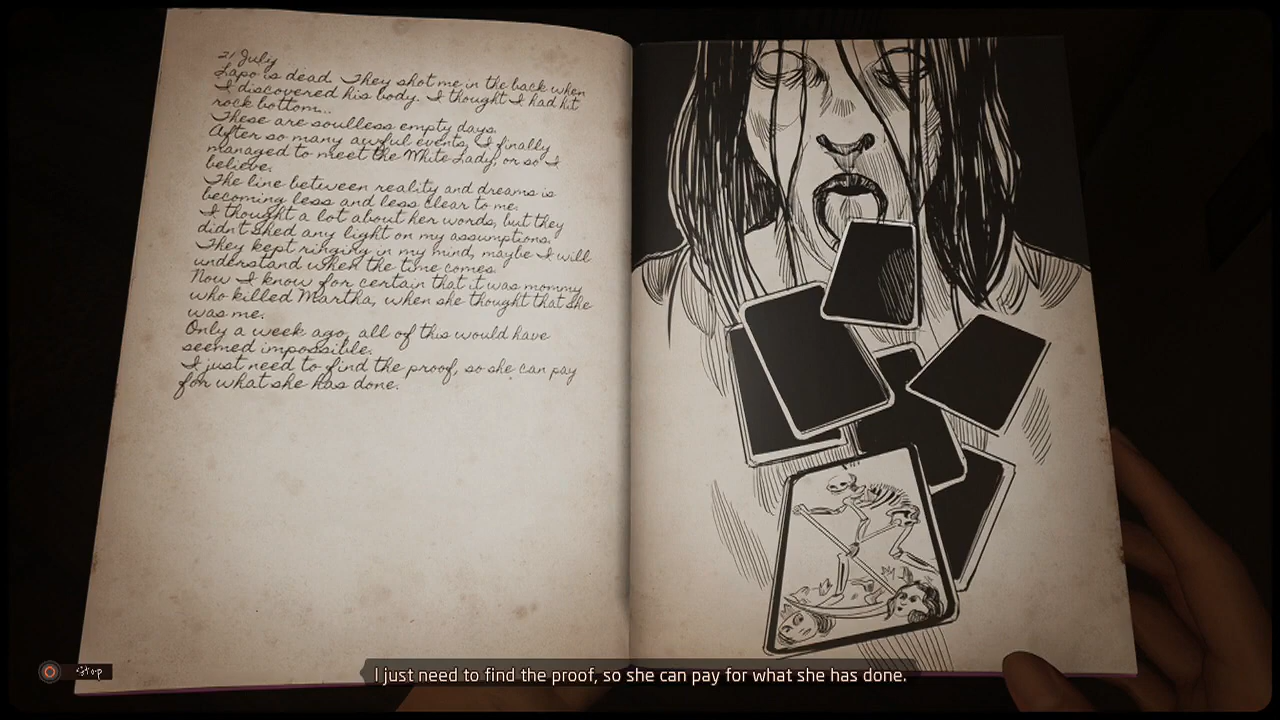 21 July
Lapo is dead. They shot me in the back when
I discovered his body. I thought I had hit
rock bottom...
These are soulless empty days.
After so many awful events, I finally
managed to meet the White Lady, or so I
believe.
The line between reality and dreams is
becoming less and less clear to me.
I thought a lot about her words, but they
didn't shed any light on my assumptions.
They kept ringing in my mind, maybe I will
understand when the time comes.
Now I know for certain that it was mommy
who killed Martha, when she thought that she
was me.
Only a week ago, all of this would have
seemed impossible.
I just need to find the proof, so she can pay
for what she has done.
Stop
I just need to find the proof, so she can pay for what she has done.